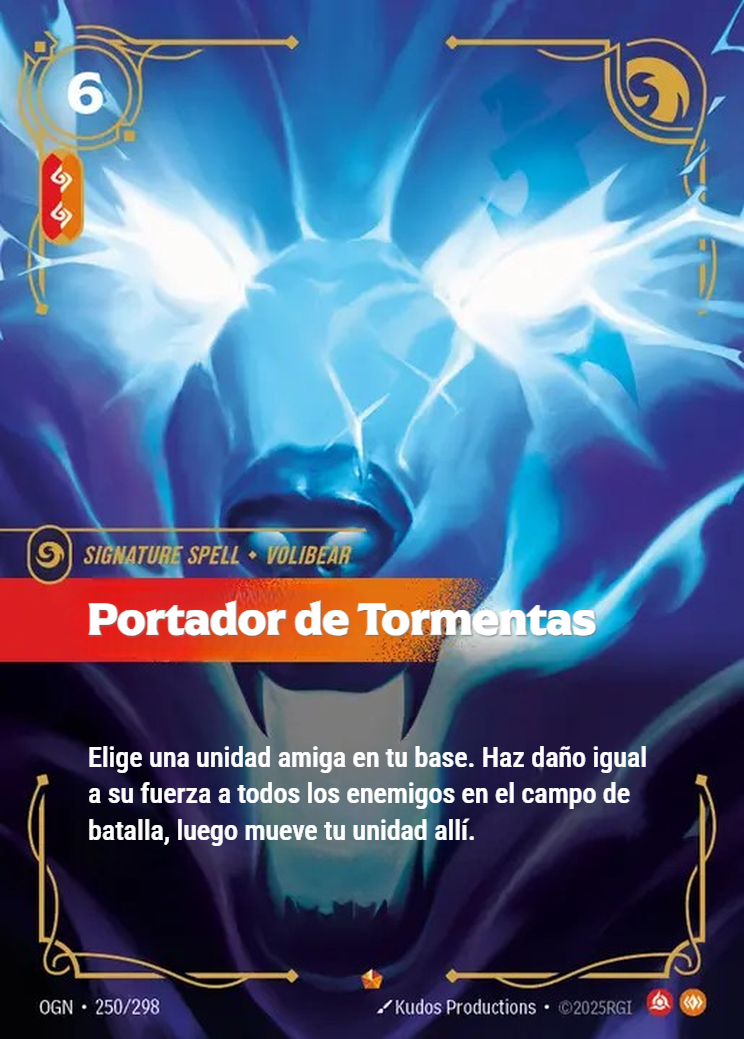 6
SIGNATURE SPELL • VOLIBEAR
Portador de Tormentas
Elige una unidad amiga en tu base. Haz daño igual
a su fuerza a todos los enemigos en el campo de
batalla, luego mueve tu unidad allí.
OGN • 250/298
Kudos Productions • ©2025RGI